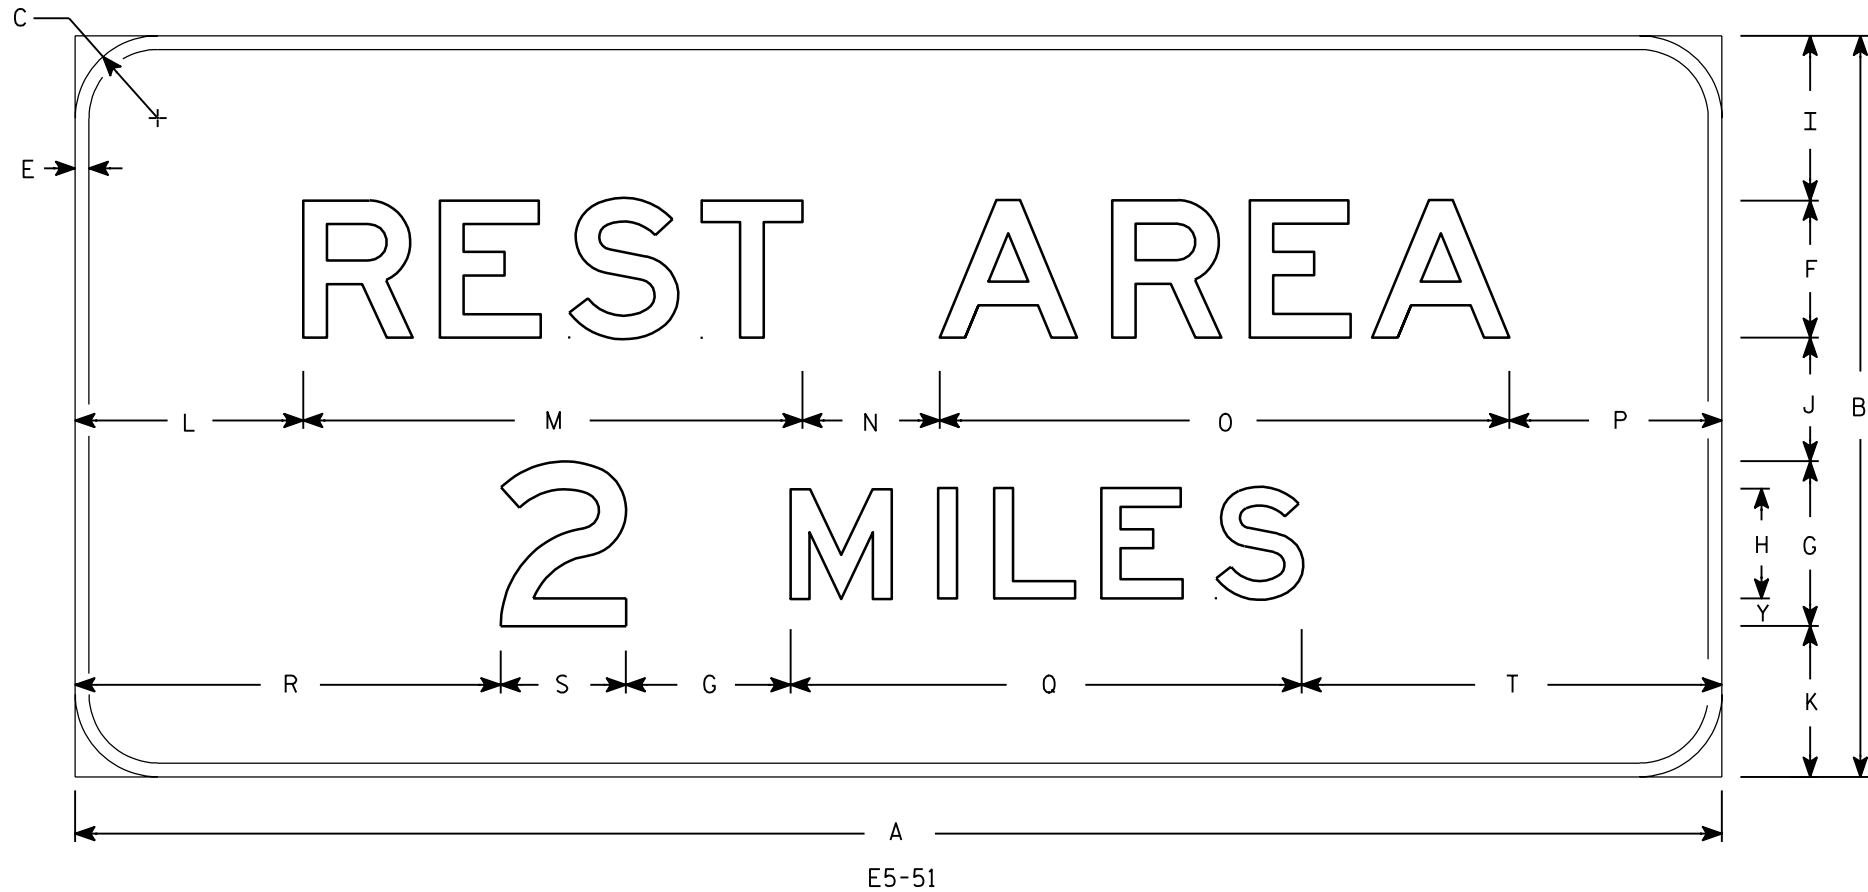 C
I
E
REST AREA
F
L M N O P J B
2 MILES
H G
Y
R S G Q T K
A
E5-51